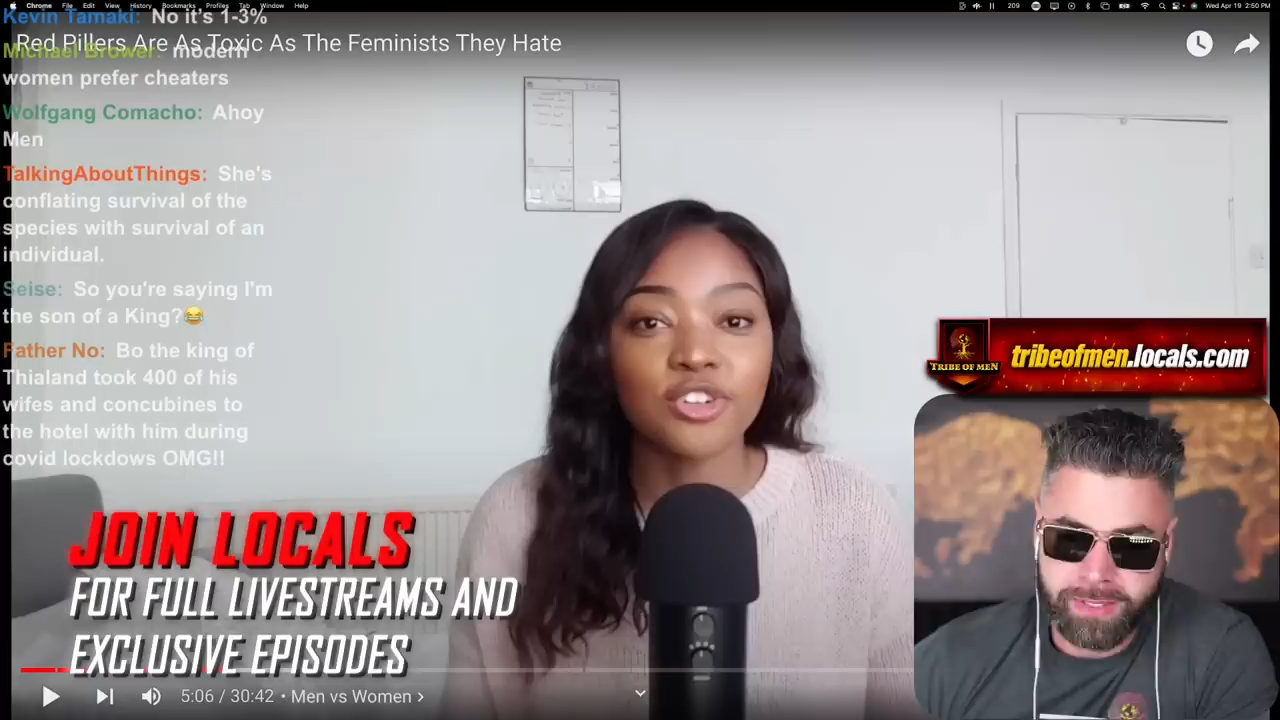 Chrome File Edit View History Bookmarks Profiles Tab Window Help
209 Wed Apr 19 2:50 PM
Kevin Tamaki: No it's 1-3%
Red Pillers Are As Toxic As The Feminists They Hate
Michael Brower: modern
women prefer cheaters
Wolfgang Comacho: Ahoy
Men
TalkingAboutThings: She's
conflating survival of the
species with survival of an
individual.
Seise: So you're saying I'm
the son of a King?😂
Father No: Bo the king of
Thialand took 400 of his
wifes and concubines to
the hotel with him during
covid lockdows OMG!!
TRIBE OF MEN
tribeofmen.locals.com
JOIN LOCALS
FOR FULL LIVESTREAMS AND
EXCLUSIVE EPISODES
5:06 / 30:42 • Men vs Women >